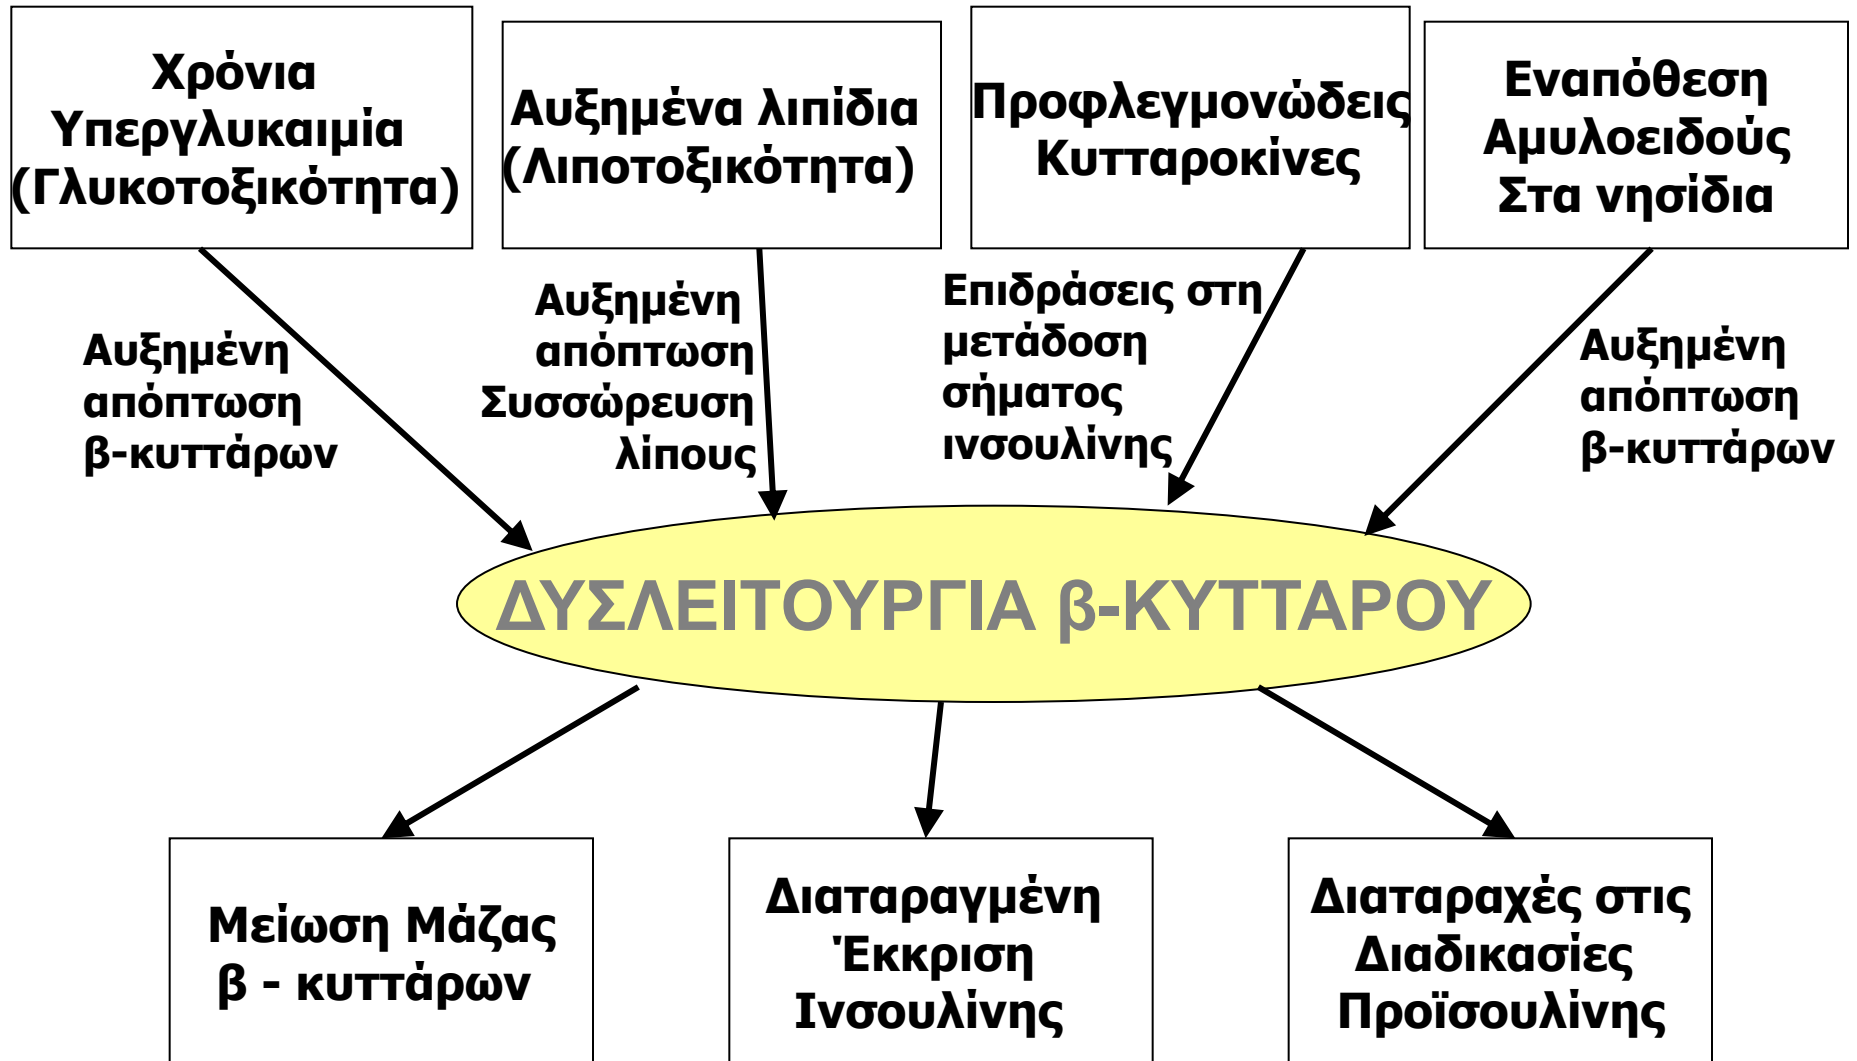 Χρόνια
Υπεργλυκαιμία
(Γλυκοτοξικότητα)
Αυξημένα λιπίδια
(Λιποτοξικότητα)
Προφλεγμονώδεις
Κυτταροκίνες
Εναπόθεση
Αμυλοειδούς
Στα νησίδια
Αυξημένη
απόπτωση
β-κυττάρων
Αυξημένη
απόπτωση
Συσσώρευση
λίπους
Επιδράσεις στη
μετάδοση
σήματος
ινσουλίνης
Αυξημένη
απόπτωση
β-κυττάρων
ΔΥΣΛΕΙΤΟΥΡΓΙΑ β-ΚΥΤΤΑΡΟΥ
Μείωση Μάζας
β - κυττάρων
Διαταραγμένη
Έκκριση
Ινσουλίνης
Διαταραχές στις
Διαδικασίες
Προϊσουλίνης